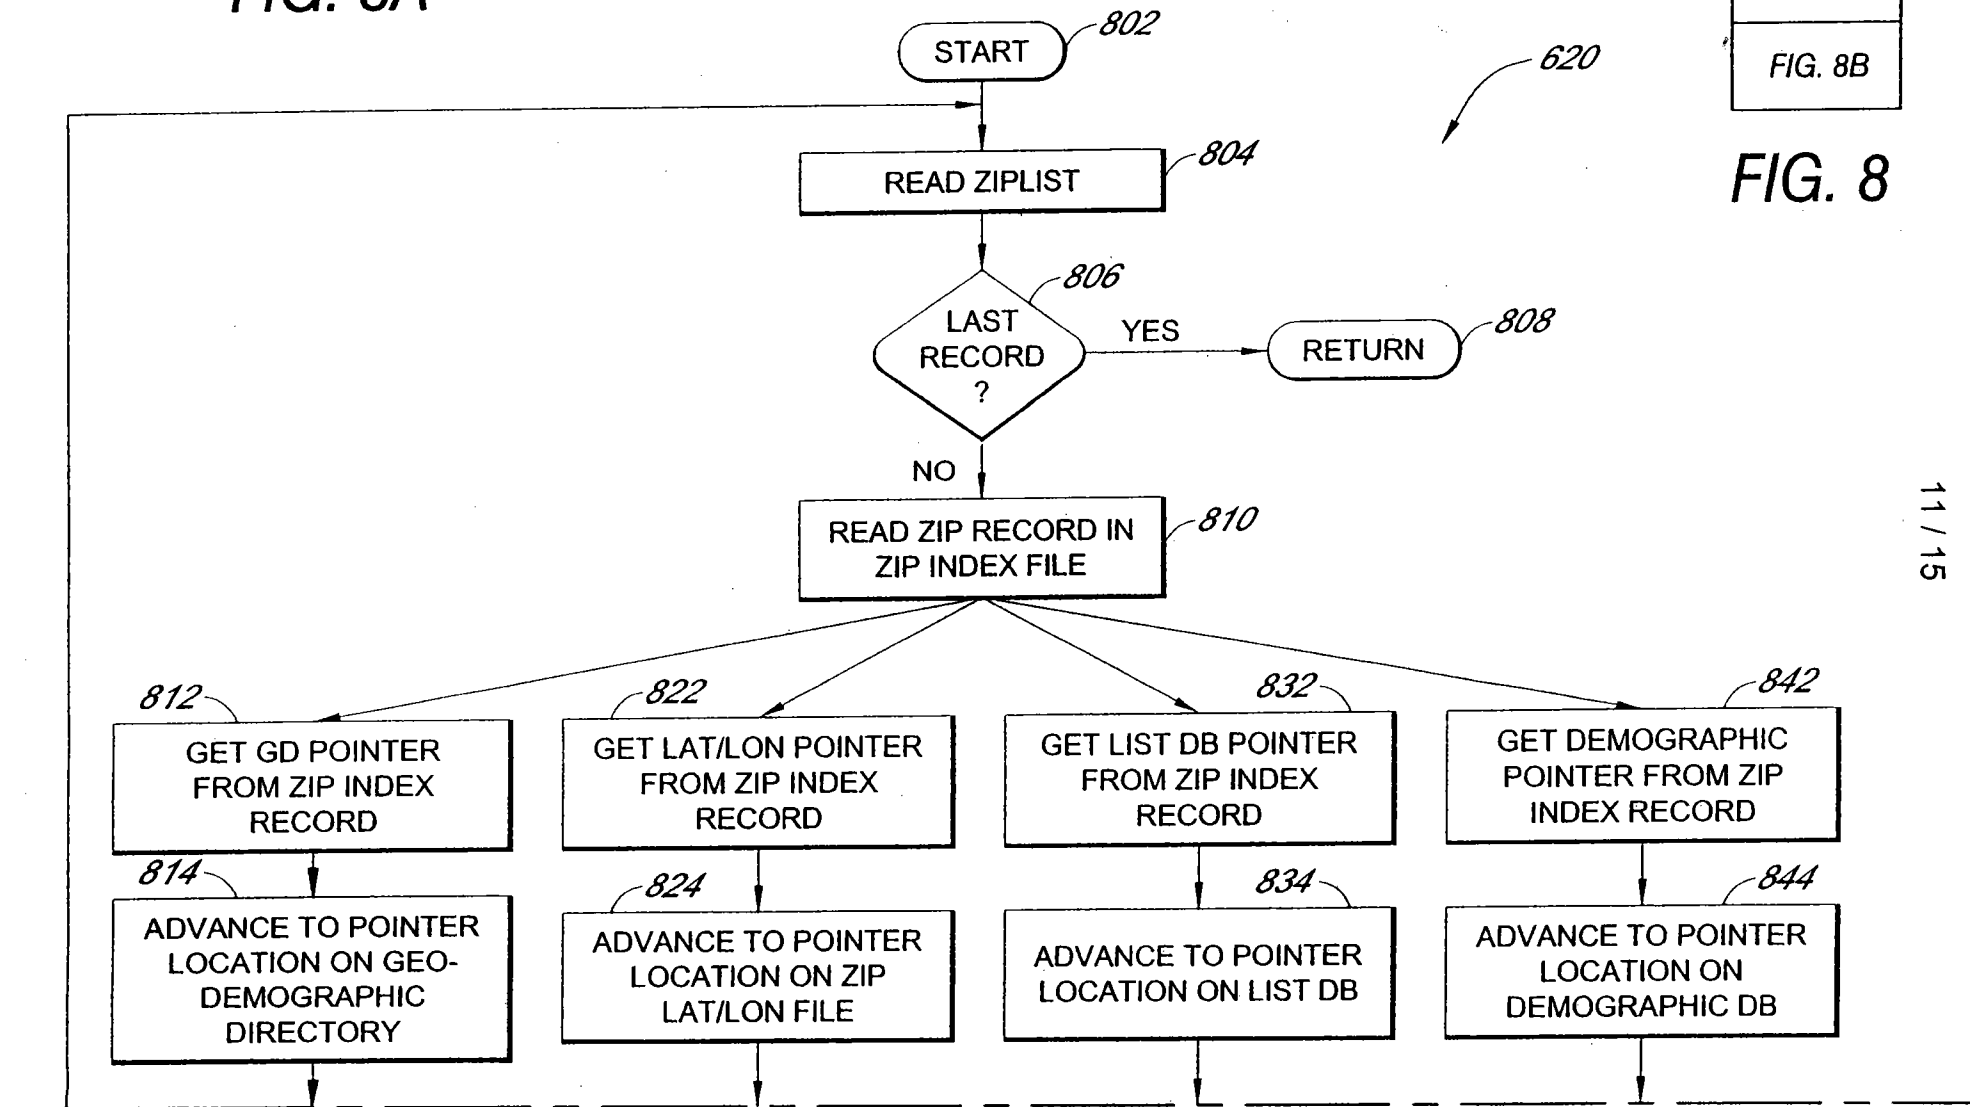 FIG. 8A
START
802
620
FIG. 8B
FIG. 8
READ ZIPLIST
804
LAST
RECORD
?
806
YES
RETURN
808
NO
READ ZIP RECORD IN
ZIP INDEX FILE
810
11 / 15
812
GET GD POINTER
FROM ZIP INDEX
RECORD
822
GET LAT/LON POINTER
FROM ZIP INDEX
RECORD
832
GET LIST DB POINTER
FROM ZIP INDEX
RECORD
842
GET DEMOGRAPHIC
POINTER FROM ZIP
INDEX RECORD
814
ADVANCE TO POINTER
LOCATION ON GEO-
DEMOGRAPHIC
DIRECTORY
824
ADVANCE TO POINTER
LOCATION ON ZIP
LAT/LON FILE
834
ADVANCE TO POINTER
LOCATION ON LIST DB
844
ADVANCE TO POINTER
LOCATION ON
DEMOGRAPHIC DB